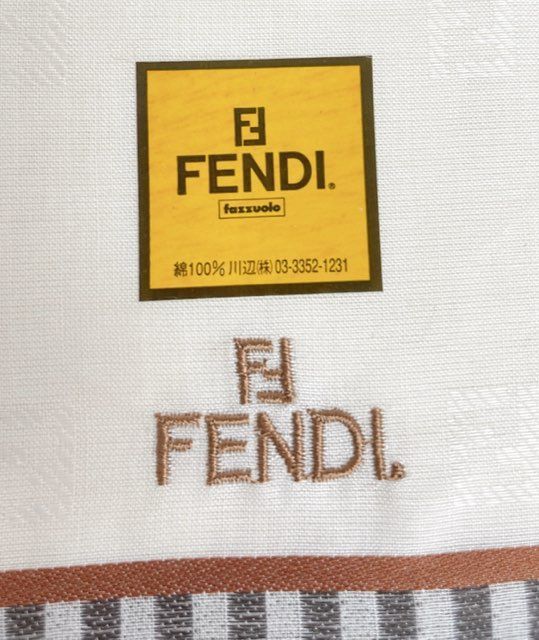 FENDI®
fazzuolo
綿100% 川辺㈱ 03-3352-1231
FENDI®